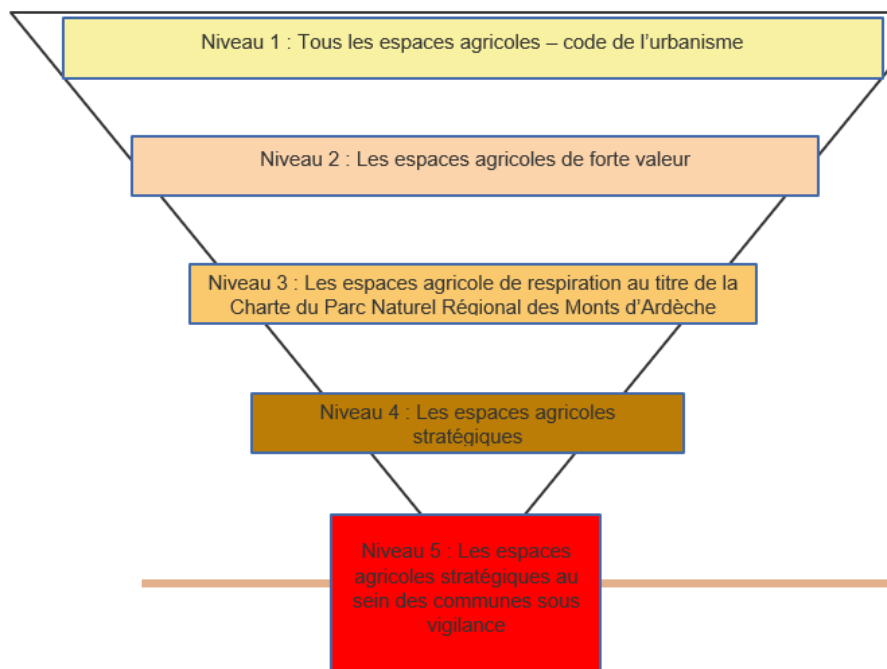 Niveau 1 : Tous les espaces agricoles – code de l'urbanisme
Niveau 2 : Les espaces agricoles de forte valeur
Niveau 3 : Les espaces agricole de respiration au titre de la
Charte du Parc Naturel Régional des Monts d'Ardèche
Niveau 4 : Les espaces agricoles
stratégiques
Niveau 5 : Les espaces
agricoles stratégiques au
sein des communes sous
vigilance